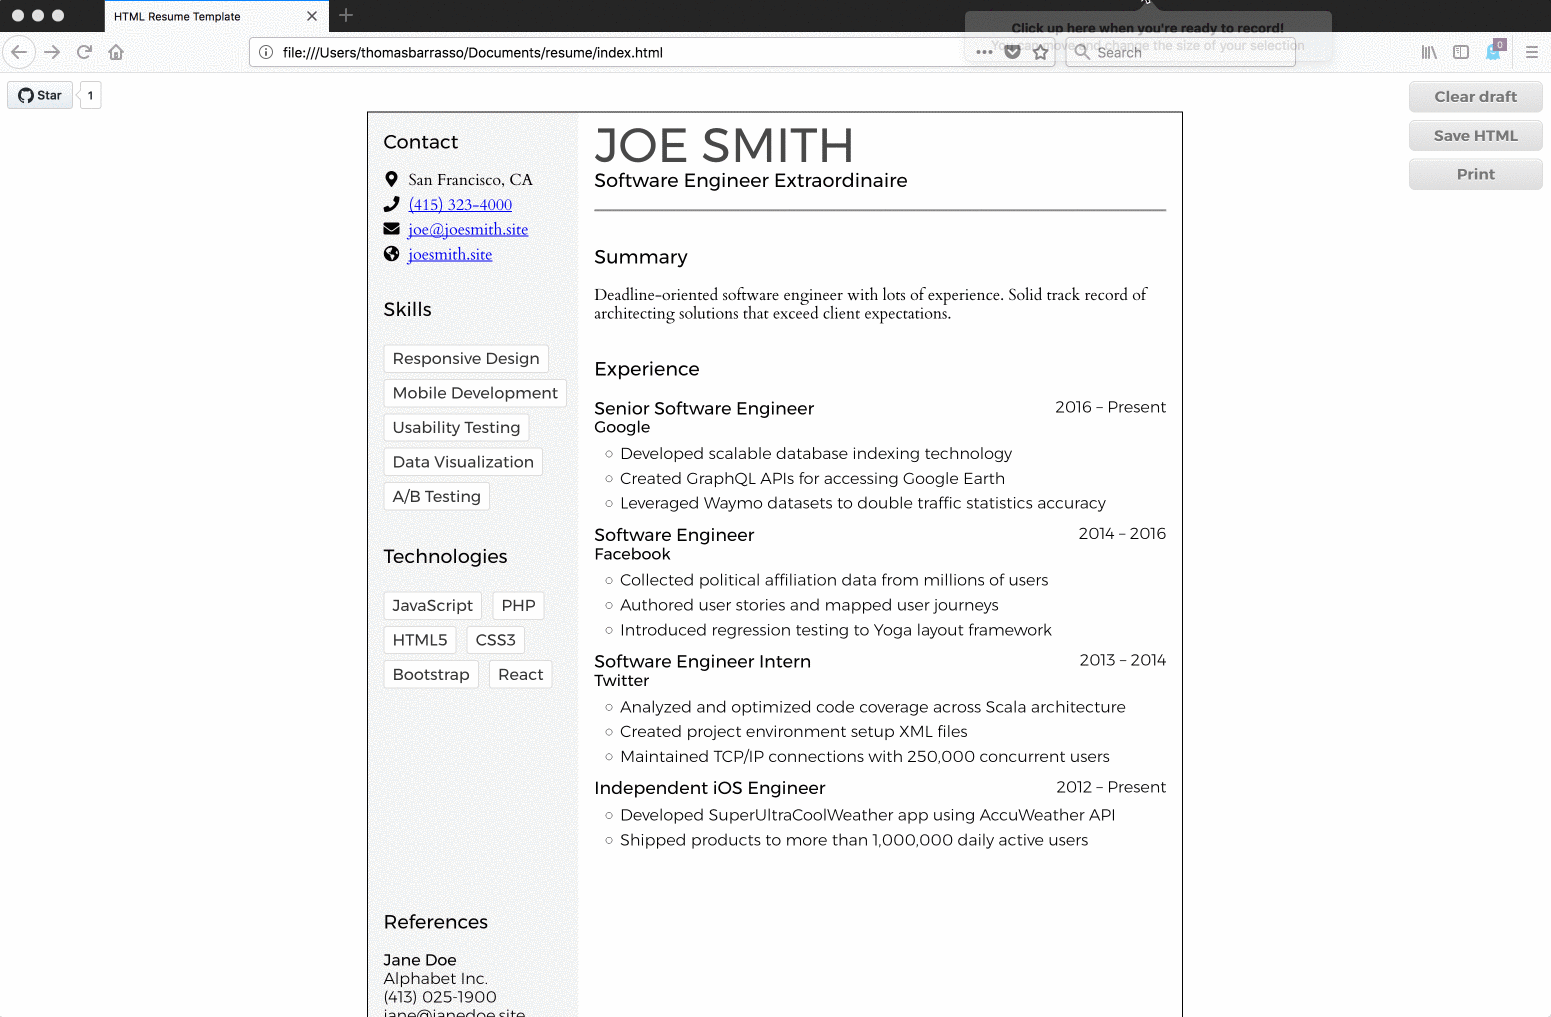 HTML Resume Template
Click up here when you're ready to record!
You can move and change the size of your selection
file:///Users/thomasbarrasso/Documents/resume/index.html
Search
0
Star
1
Clear draft
Save HTML
Print
Contact
San Francisco, CA
(415) 323-4000
joe@joesmith.site
joesmith.site
Skills
Responsive Design
Mobile Development
Usability Testing
Data Visualization
A/B Testing
Technologies
JavaScript PHP
HTML5 CSS3
Bootstrap React
References
Jane Doe
Alphabet Inc.
(413) 025-1900
jane@janedoe.site
JOE SMITH
Software Engineer Extraordinaire
Summary
Deadline-oriented software engineer with lots of experience. Solid track record of
architecting solutions that exceed client expectations.
Experience
Senior Software Engineer 2016 – Present
Google
Developed scalable database indexing technology
Created GraphQL APIs for accessing Google Earth
Leveraged Waymo datasets to double traffic statistics accuracy
Software Engineer 2014 – 2016
Facebook
Collected political affiliation data from millions of users
Authored user stories and mapped user journeys
Introduced regression testing to Yoga layout framework
Software Engineer Intern 2013 – 2014
Twitter
Analyzed and optimized code coverage across Scala architecture
Created project environment setup XML files
Maintained TCP/IP connections with 250,000 concurrent users
Independent iOS Engineer 2012 – Present
Developed SuperUltraCoolWeather app using AccuWeather API
Shipped products to more than 1,000,000 daily active users